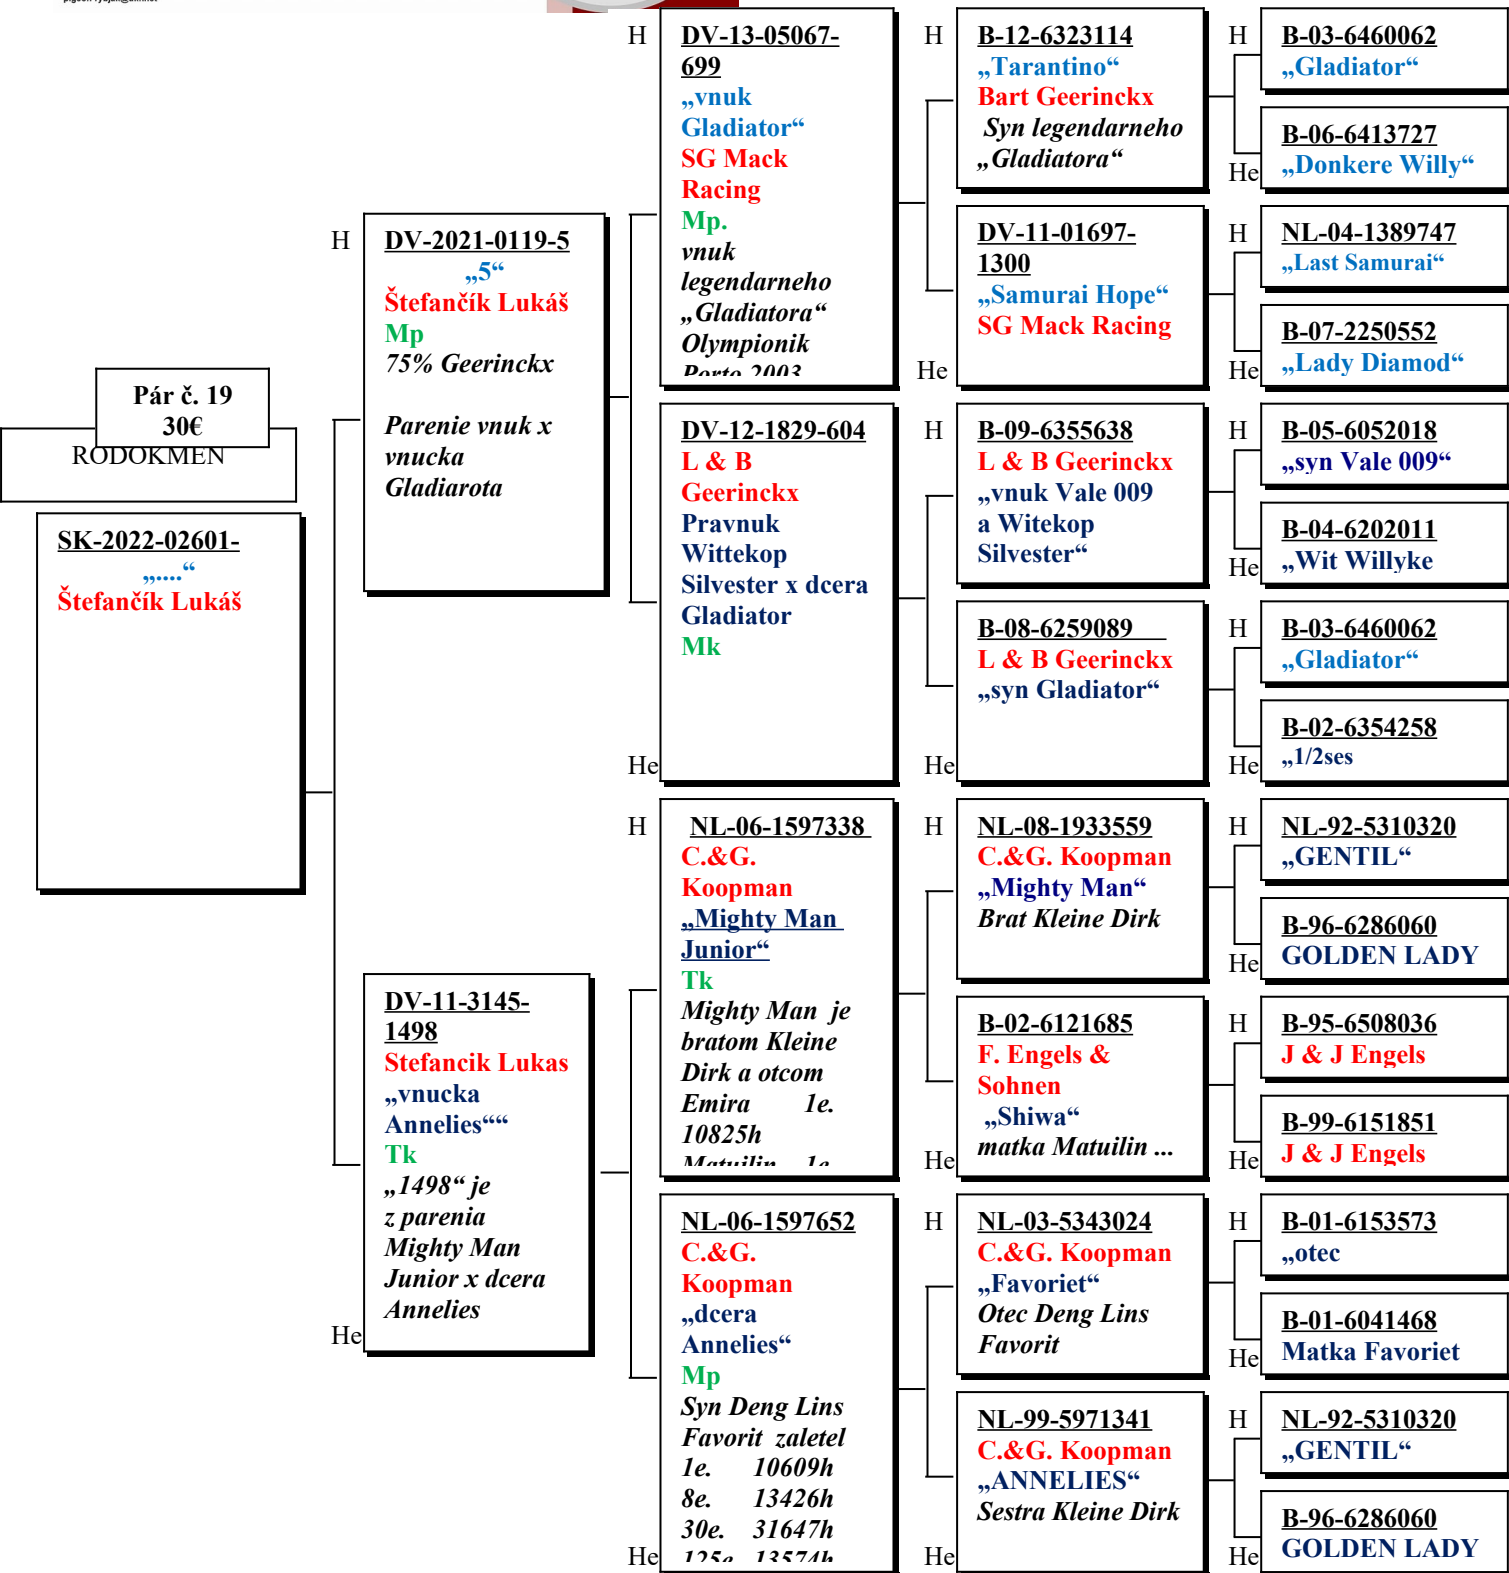 Pár č. 19
30€
RODOKMEN
SK-2022-02601-
„....“
Štefančík Lukáš
H
DV-2021-0119-5
„5“
Štefančík Lukáš
Mp
75% Geerinckx
Parenie vnuk x
vnucka
Gladiarota
DV-11-3145-
1498
Stefancik Lukas
„vnucka
Annelies““
Tk
„1498“ je
z parenia
Mighty Man
Junior x dcera
Annelies
He
H
DV-13-05067-
699
„vnuk
Gladiator“
SG Mack
Racing
Mp.
vnuk
legendarneho
„Gladiatora“
Olympionik
Porto 2003
DV-12-1829-604
L & B
Geerinckx
Pravnuk
Wittekop
Silvester x dcera
Gladiator
Mk
He
H
NL-06-1597338
C.&G.
Koopman
„Mighty Man
Junior“
Tk
Mighty Man je
bratom Kleine
Dirk a otcom
Emira 1e.
10825h
Matuilin 1e
NL-06-1597652
C.&G.
Koopman
„dcera
Annelies“
Mp
Syn Deng Lins
Favorit zaletel
1e. 10609h
8e. 13426h
30e. 31647h
125e 13574h
He
H
B-12-6323114
„Tarantino“
Bart Geerinckx
Syn legendarneho
„Gladiatora“
DV-11-01697-
1300
„Samurai Hope“
SG Mack Racing
He
H
B-09-6355638
L & B Geerinckx
„vnuk Vale 009
a Witekop
Silvester“
B-08-6259089
L & B Geerinckx
„syn Gladiator“
He
H
NL-08-1933559
C.&G. Koopman
„Mighty Man“
Brat Kleine Dirk
B-02-6121685
F. Engels &
Sohnen
„Shiwa“
matka Matuilin ...
He
H
NL-03-5343024
C.&G. Koopman
„Favoriet“
Otec Deng Lins
Favorit
NL-99-5971341
C.&G. Koopman
„ANNELIES“
Sestra Kleine Dirk
He
H
B-03-6460062
„Gladiator“
B-06-6413727
He
„Donkere Willy“
H
NL-04-1389747
„Last Samurai“
B-07-2250552
He
„Lady Diamod“
H
B-05-6052018
„syn Vale 009“
B-04-6202011
He
„Wit Willyke
H
B-03-6460062
„Gladiator“
B-02-6354258
He
„1/2ses
H
NL-92-5310320
„GENTIL“
B-96-6286060
He
GOLDEN LADY
H
B-95-6508036
J & J Engels
B-99-6151851
He
J & J Engels
H
B-01-6153573
„otec
B-01-6041468
He
Matka Favoriet
H
NL-92-5310320
„GENTIL“
B-96-6286060
He
GOLDEN LADY